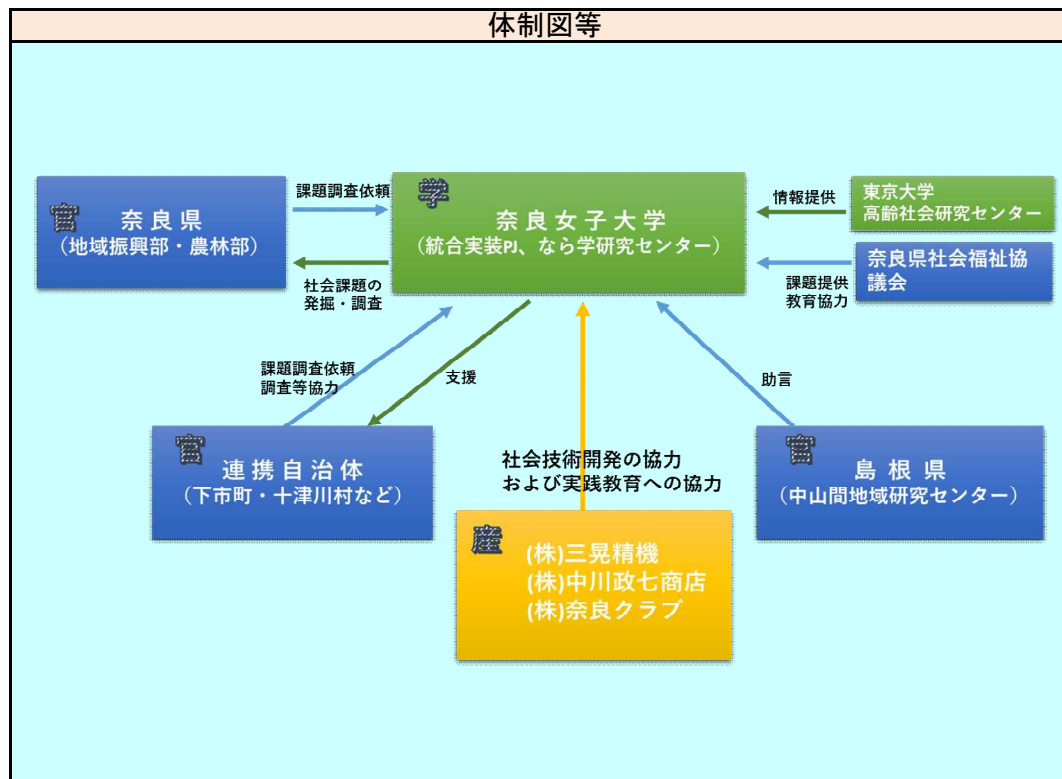 体制図等
官
奈良県
（地域振興部・農林部）
課題調査依頼
社会課題の
発掘・調査
学
奈良女子大学
（統合実装PJ、なら学研究センター）
情報提供
東京大学
高齢社会研究センター
課題提供
教育協力
奈良県社会福祉協
議会
課題調査依頼
調査等協力
支援
助言
官
連携自治体
（下市町・十津川村など）
社会技術開発の協力
および実践教育への協力
産
(株)三晃精機
(株)中川政七商店
(株)奈良クラブ
官
島根県
（中山間地域研究センター）